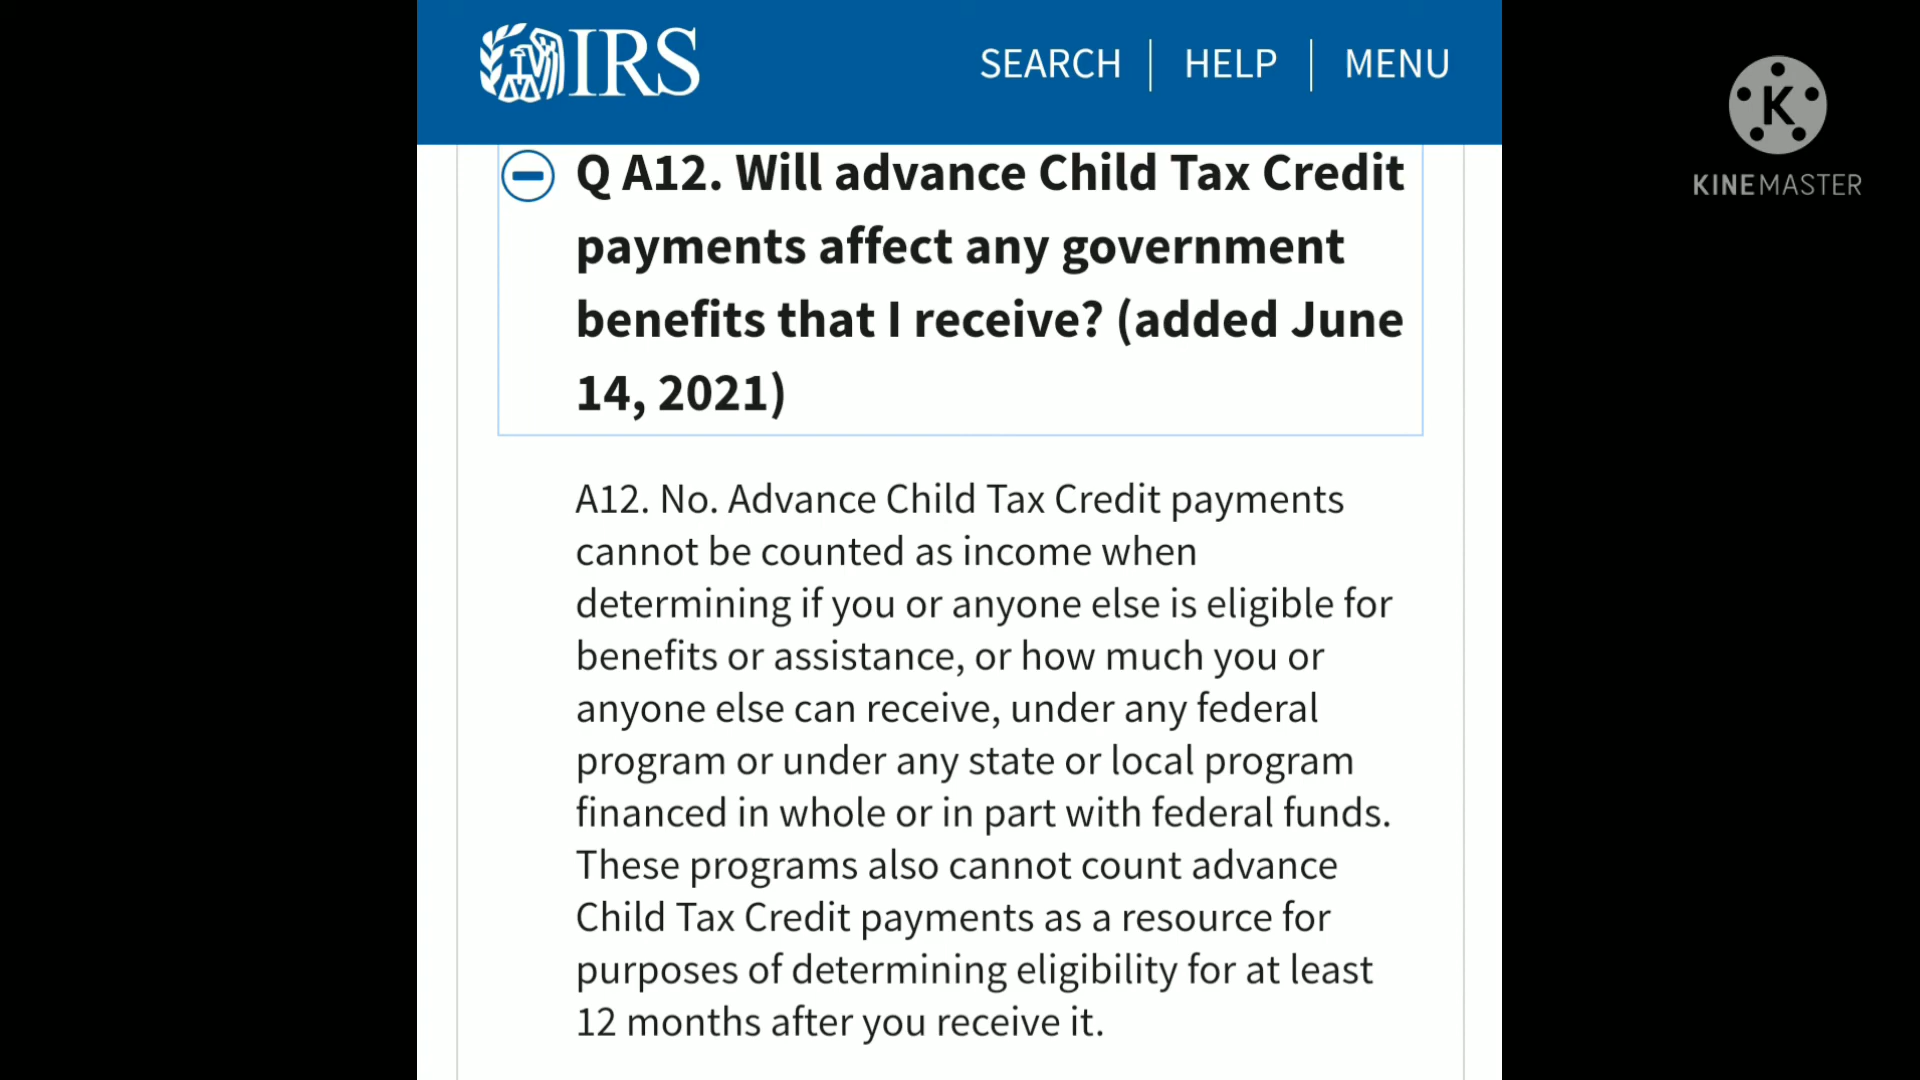 IRS
SEARCH | HELP | MENU
K
KINEMASTER
Q A12. Will advance Child Tax Credit
payments affect any government
benefits that I receive? (added June
14, 2021)
A12. No. Advance Child Tax Credit payments
cannot be counted as income when
determining if you or anyone else is eligible for
benefits or assistance, or how much you or
anyone else can receive, under any federal
program or under any state or local program
financed in whole or in part with federal funds.
These programs also cannot count advance
Child Tax Credit payments as a resource for
purposes of determining eligibility for at least
12 months after you receive it.